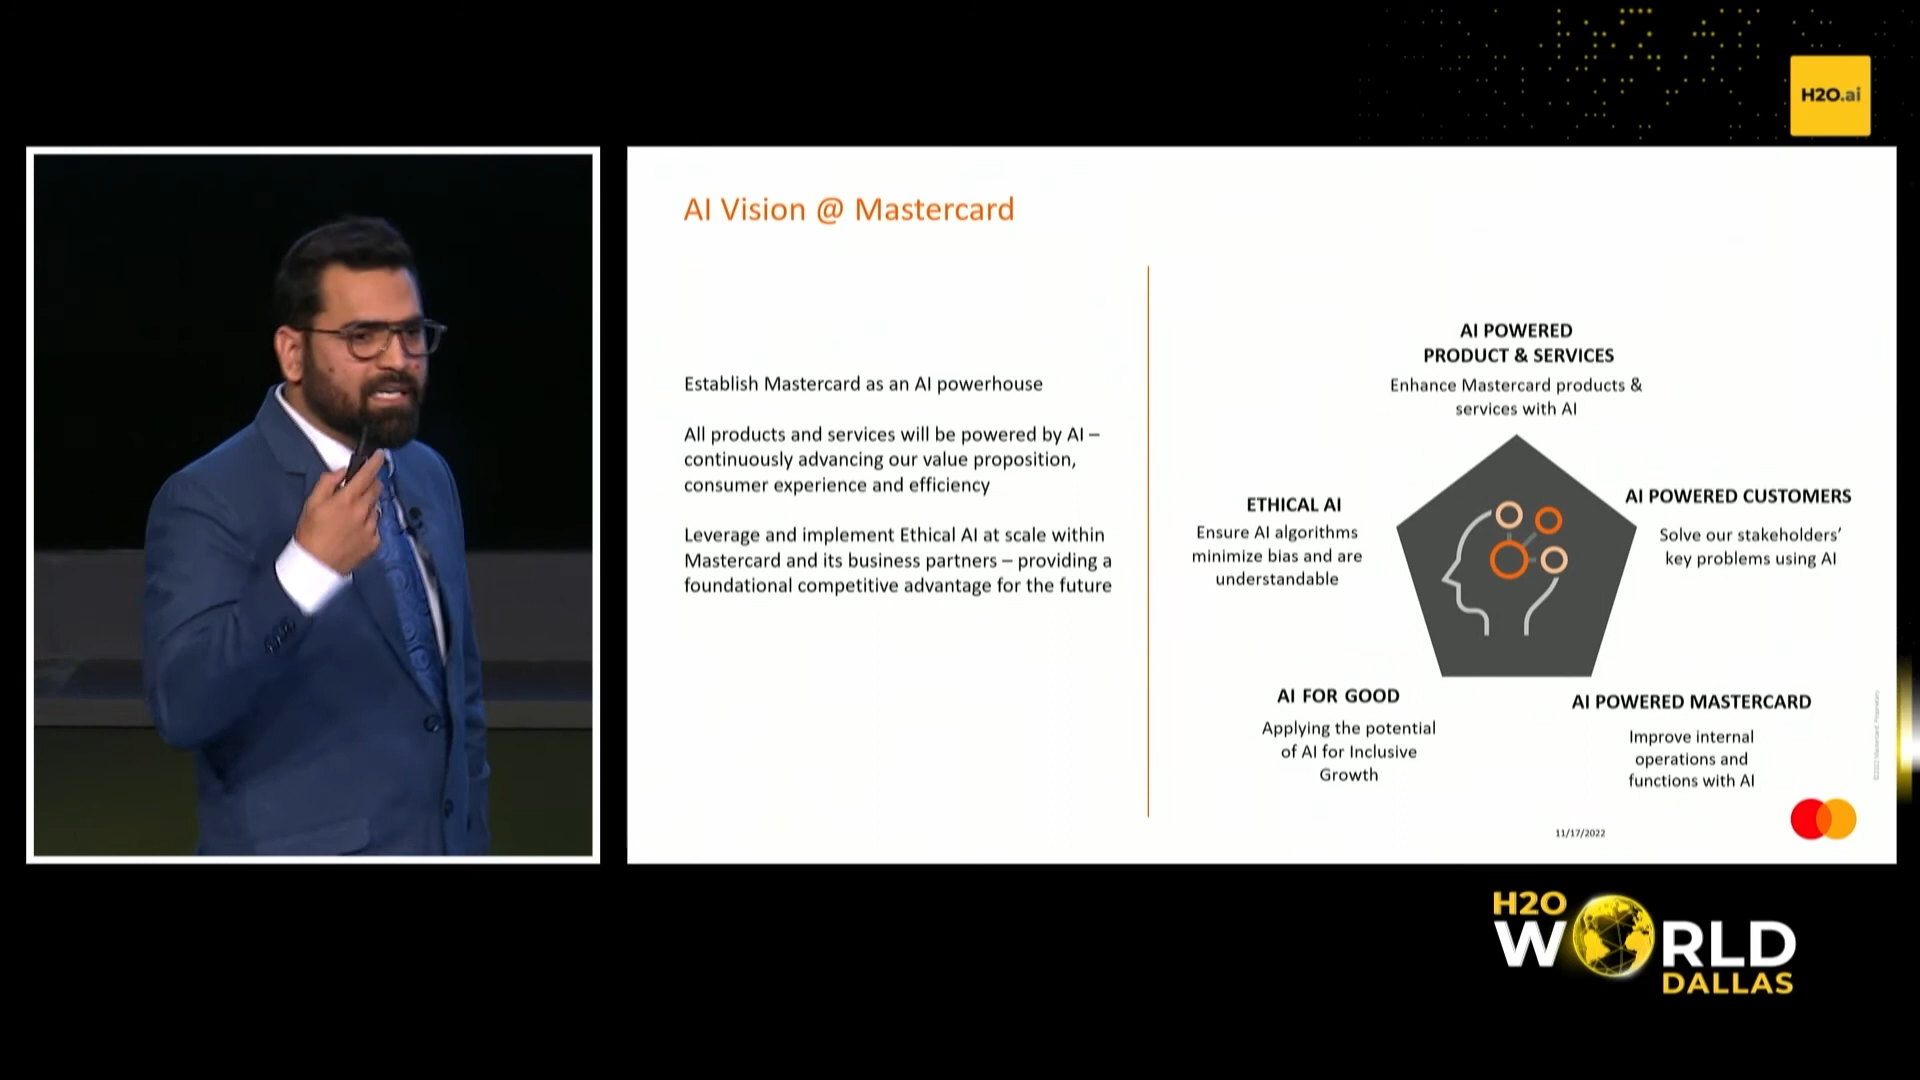 H2O.ai
AI Vision @ Mastercard
Establish Mastercard as an AI powerhouse
All products and services will be powered by AI –
continuously advancing our value proposition,
consumer experience and efficiency
Leverage and implement Ethical AI at scale within
Mastercard and its business partners – providing a
foundational competitive advantage for the future
AI POWERED
PRODUCT & SERVICES
Enhance Mastercard products &
services with AI
AI POWERED CUSTOMERS
Solve our stakeholders’
key problems using AI
ETHICAL AI
Ensure AI algorithms
minimize bias and are
understandable
AI FOR GOOD
Applying the potential
of AI for Inclusive
Growth
AI POWERED MASTERCARD
Improve internal
operations and
functions with AI
11/17/2022
©2022 Mastercard. Proprietary
H2O
WORLD
DALLAS